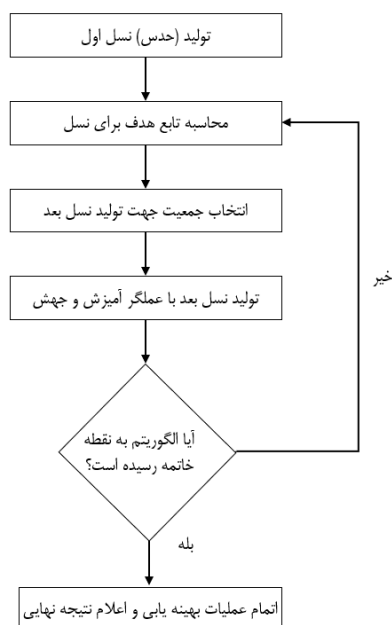 تولید (حدس) نسل اول
محاسبه تابع هدف برای نسل
انتخاب جمعیت جهت تولید نسل بعد
تولید نسل بعد با عملگر آمیزش و جهش
خیر
آیا الگوریتم به نقطه
خاتمه رسیده است؟
بله
اتمام عملیات بهینه یابی و اعلام نتیجه نهایی